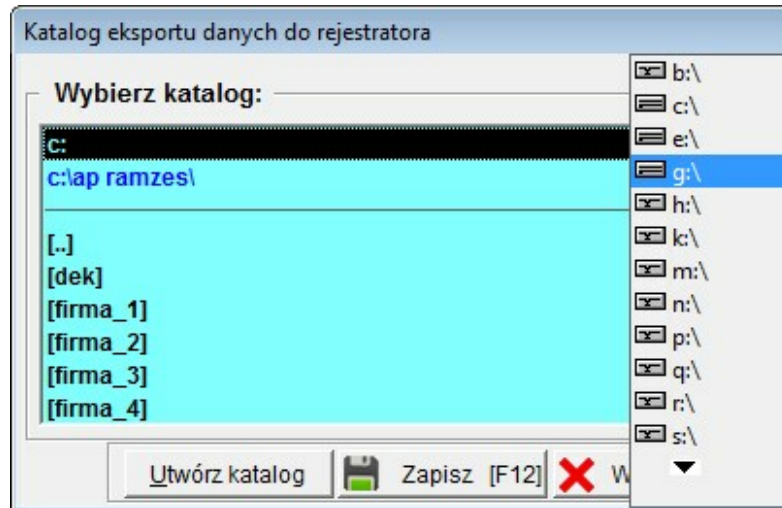 Katalog eksportu danych do rejestratora
Wybierz katalog:
c:
c:\ap ramzes\
[..]
[dek]
[firma_1]
[firma_2]
[firma_3]
[firma_4]
b:\
c:\
e:\
g:\
h:\
k:\
m:\
n:\
p:\
q:\
r:\
s:\
Utwórz katalog Zapisz [F12]